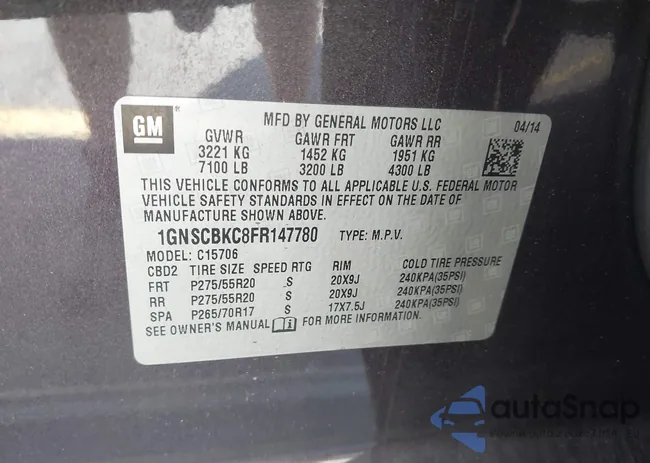 GM
MFD BY GENERAL MOTORS LLC 04/14
GVWR GAWR FRT GAWR RR
3221 KG 1452 KG 1951 KG
7100 LB 3200 LB 4300 LB
THIS VEHICLE CONFORMS TO ALL APPLICABLE U.S. FEDERAL MOTOR
VEHICLE SAFETY STANDARDS IN EFFECT ON THE DATE OF
MANUFACTURE SHOWN ABOVE.
1GNSCBKC8FR147780 TYPE: M.P.V.
MODEL: C15706
CBD2 TIRE SIZE SPEED RTG RIM COLD TIRE PRESSURE
FRT P275/55R20 S 20X9J 240KPA(35PSI)
RR P275/55R20 S 20X9J 240KPA(35PSI)
SPA P265/70R17 S 17X7.5J 240KPA(35PSI)
SEE OWNER'S MANUAL FOR MORE INFORMATION.
autoSnap